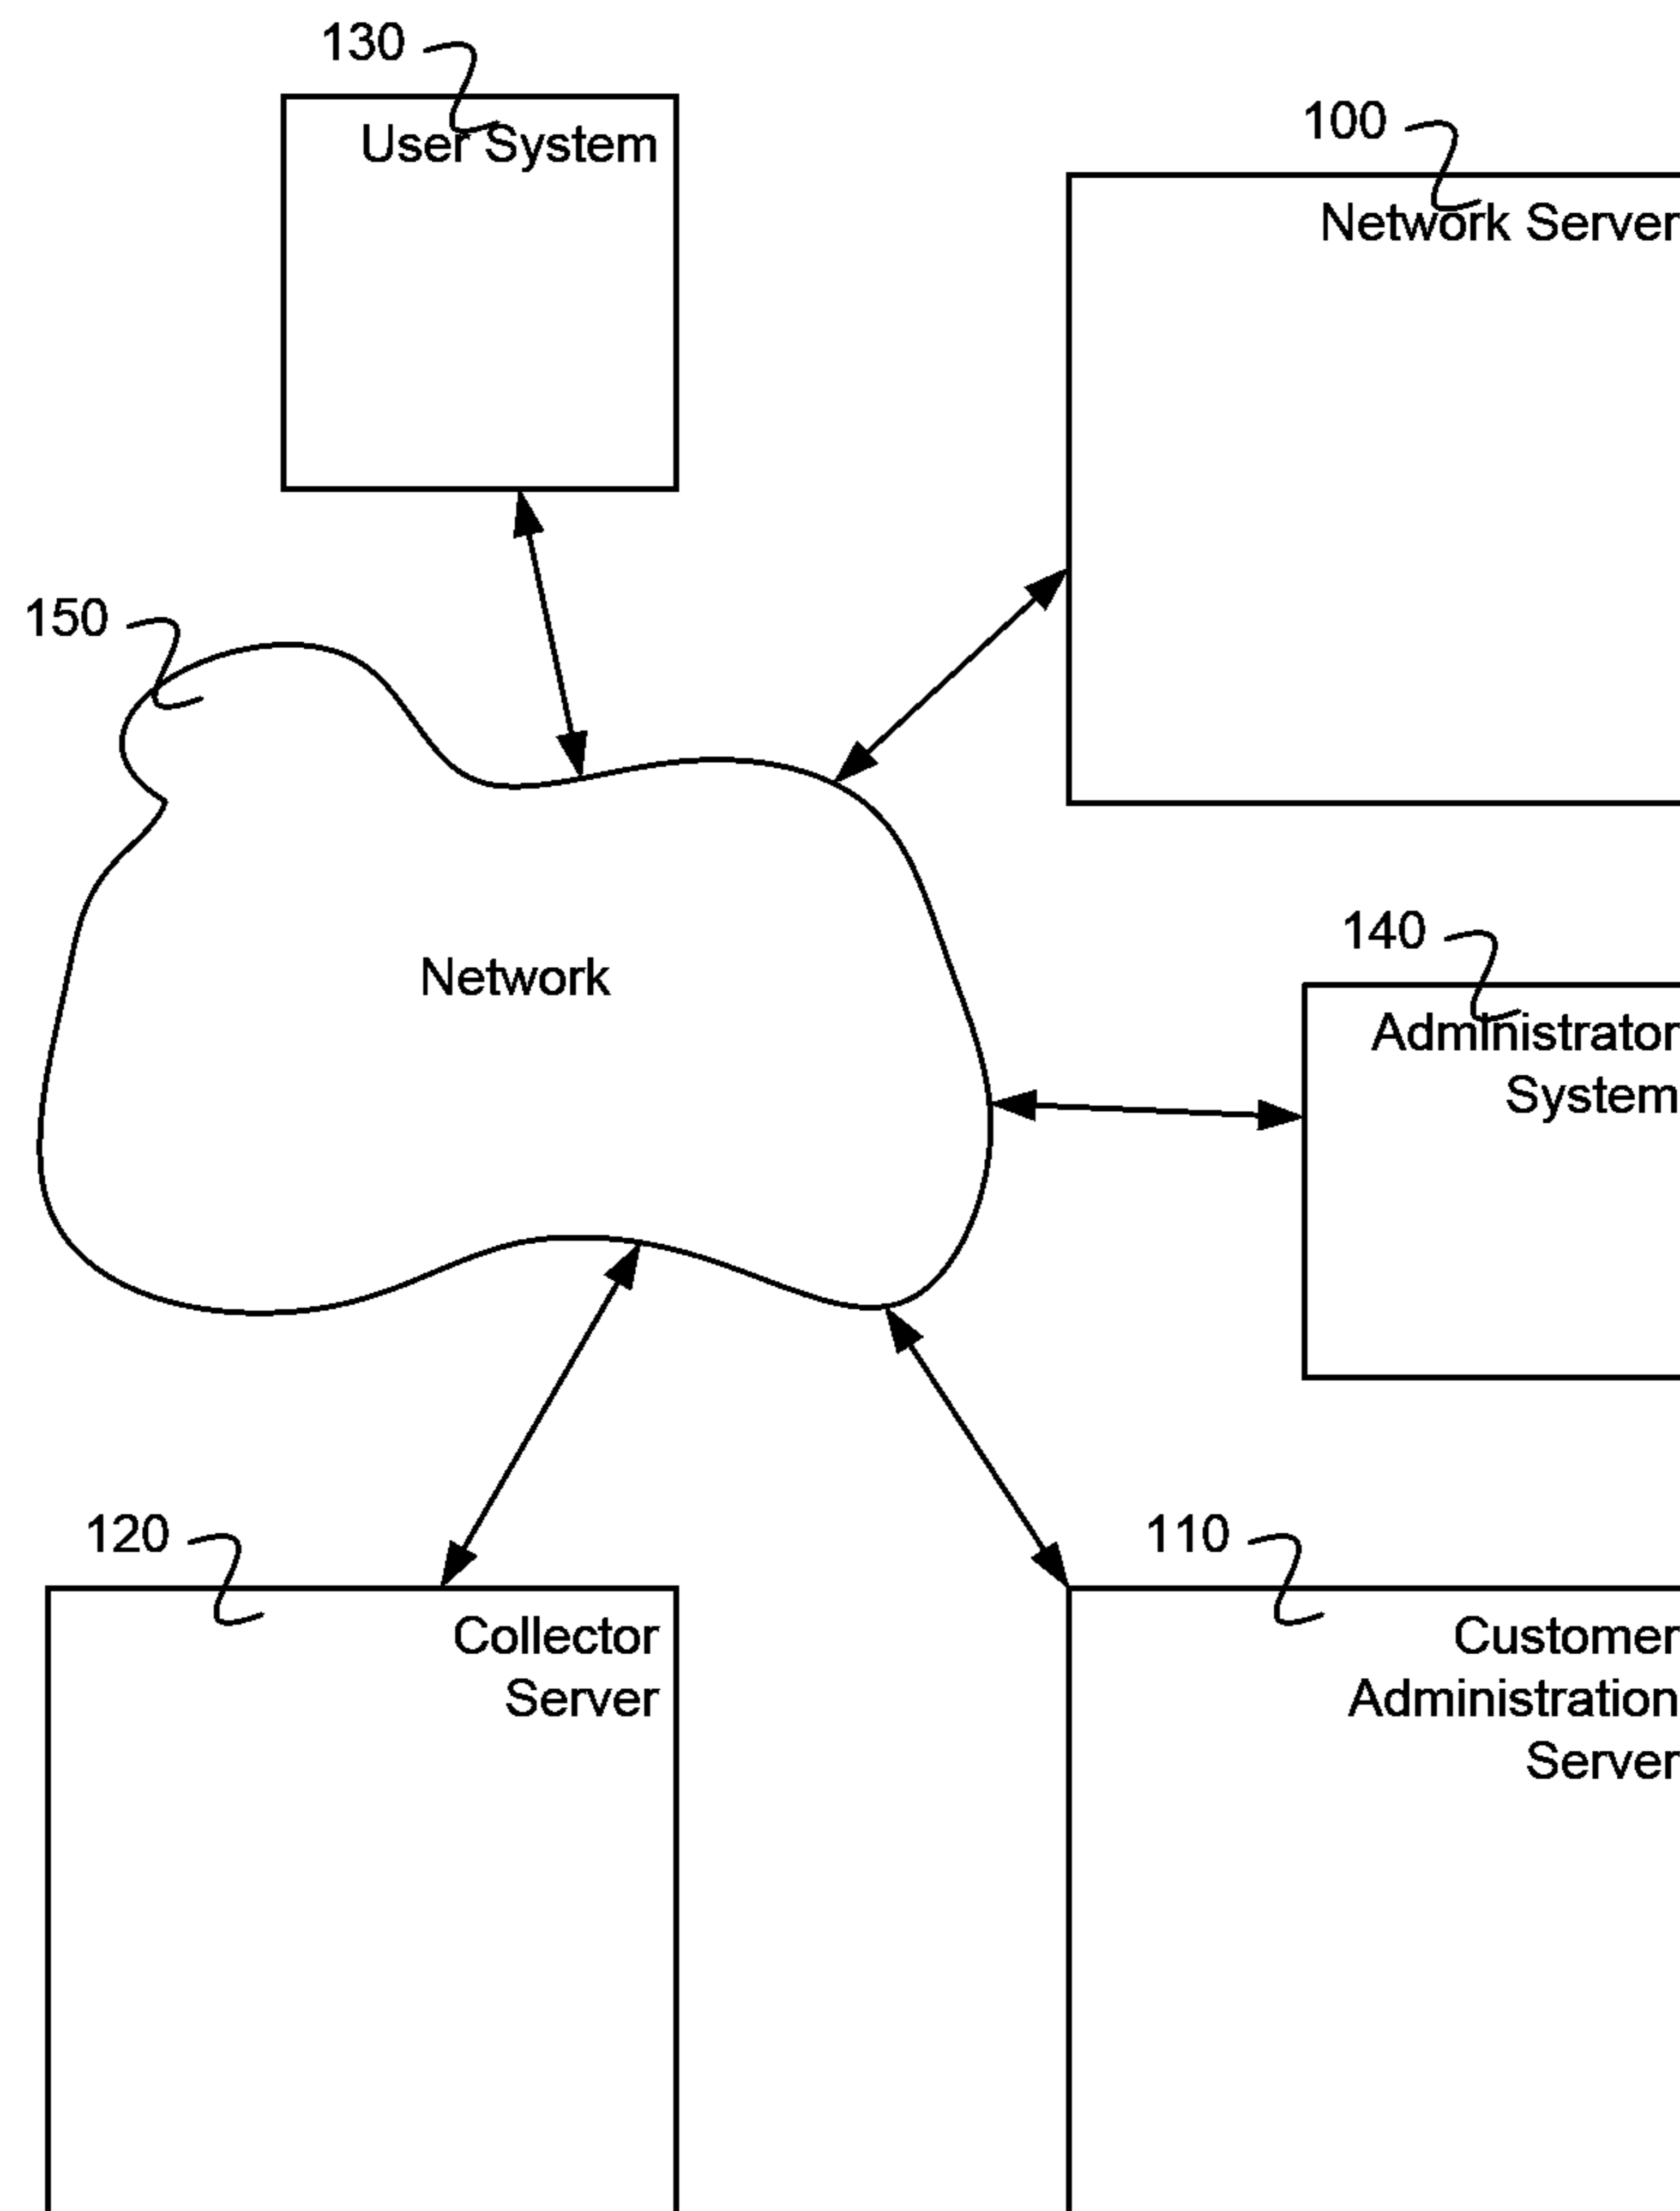 130
User System
100
Network Server
150
Network
140
Administrator
System
120
Collector
Server
110
Customer
Administration
Server